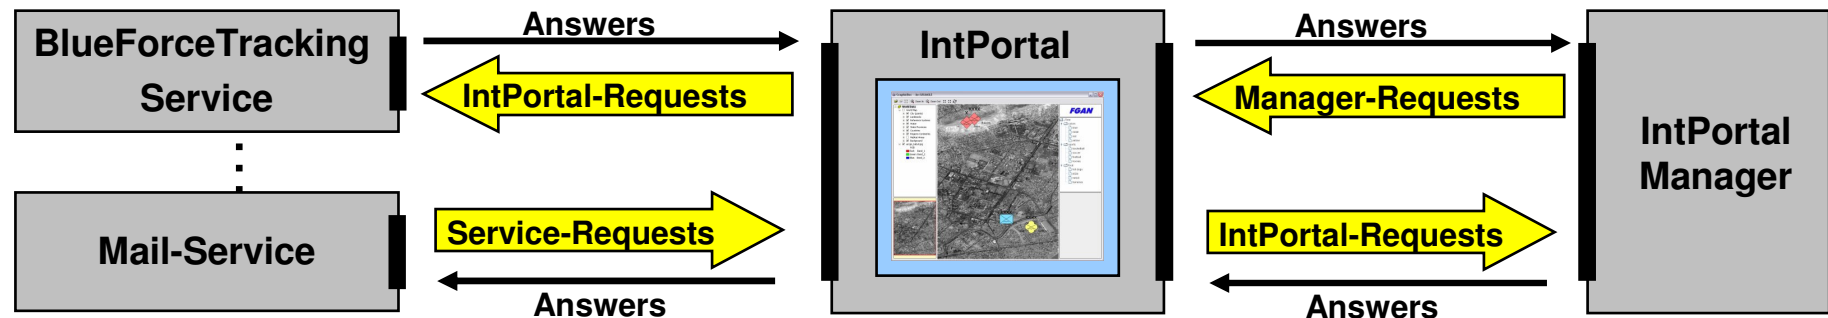 BlueForceTracking
Service
Mail-Service
Answers
IntPortal-Requests
Service-Requests
Answers
IntPortal
FGAN
Answers
Manager-Requests
IntPortal-Requests
Answers
IntPortal
Manager